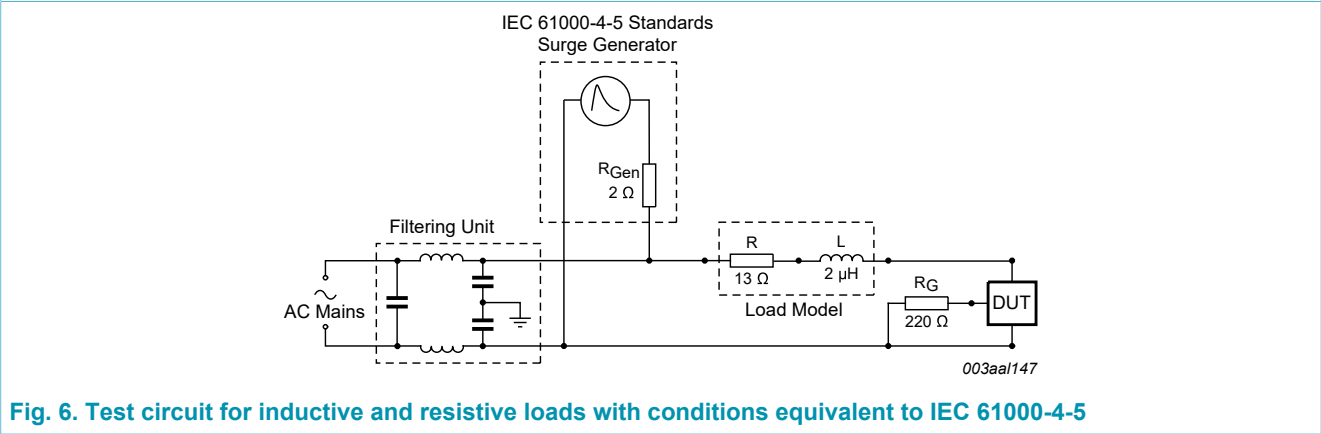 IEC 61000-4-5 Standards
Surge Generator
RGen
2 Ω
Filtering Unit
R
L
13 Ω
2 μH
RG
220 Ω
DUT
AC Mains
Load Model
003aal147
Fig. 6. Test circuit for inductive and resistive loads with conditions equivalent to IEC 61000-4-5